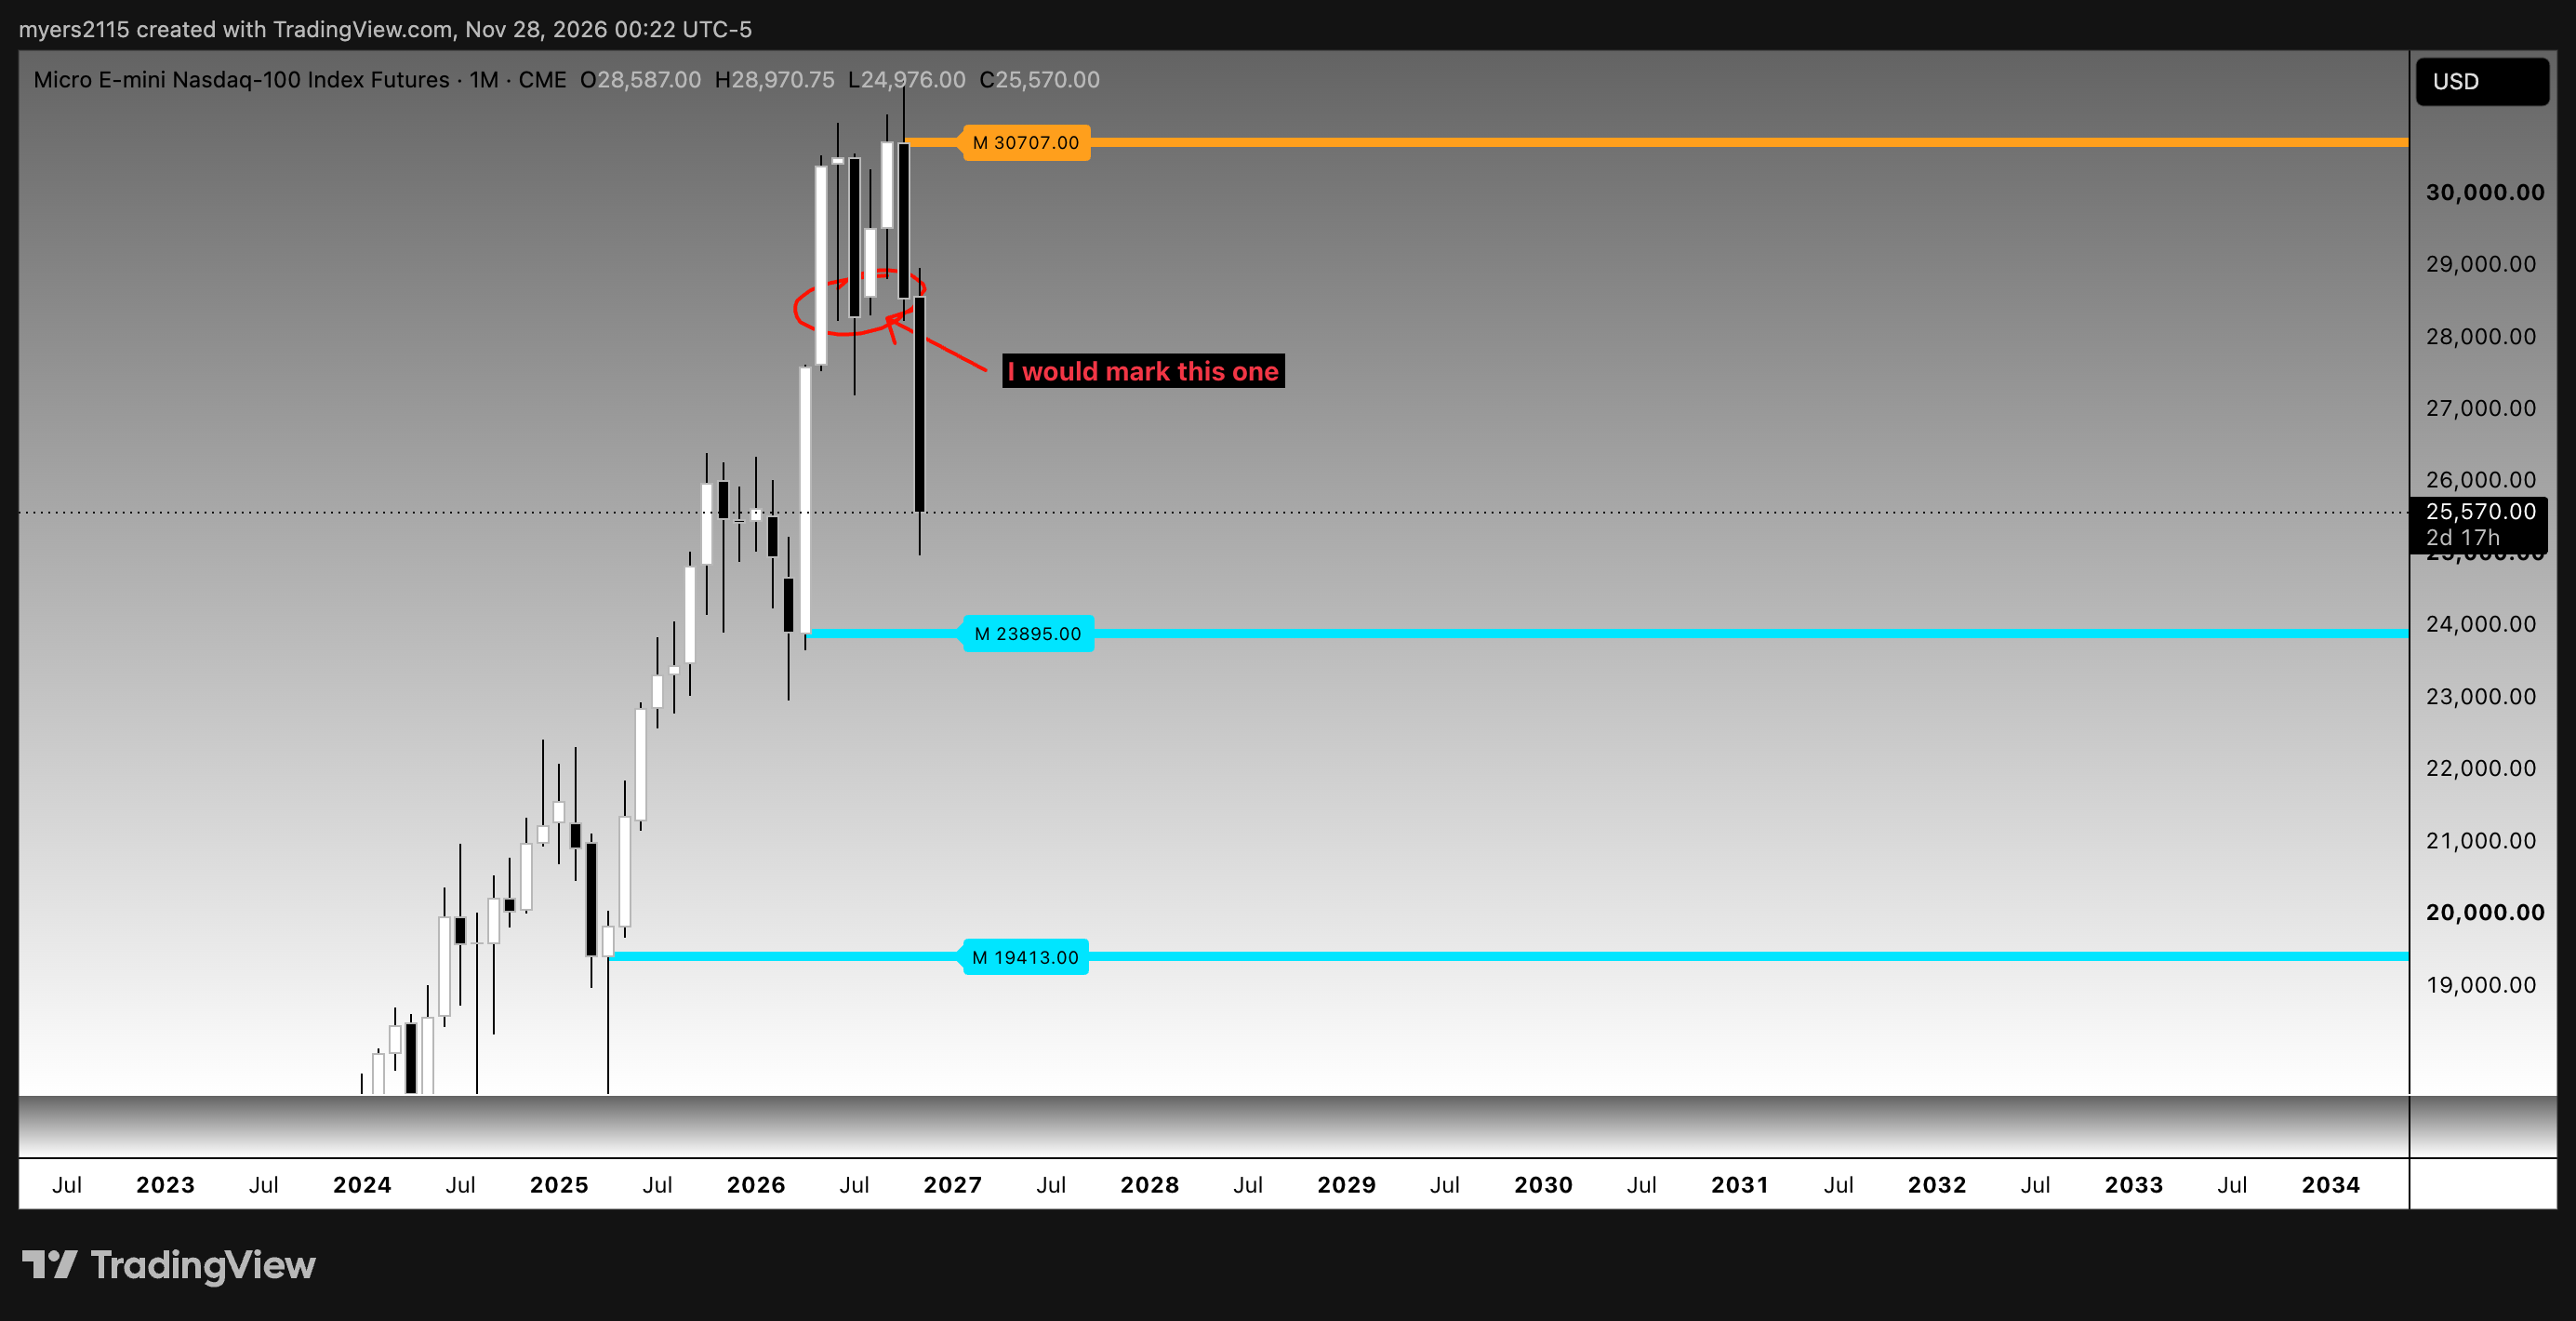 myers2115 created with TradingView.com, Nov 28, 2026 00:22 UTC-5
Micro E-mini Nasdaq-100 Index Futures · 1M · CME O28,587.00 H28,970.75 L24,976.00 C25,570.00
USD
M 30707.00
30,000.00
29,000.00
28,000.00
I would mark this one
27,000.00
26,000.00
25,570.00
2d 17h
25,000.00
M 23895.00
24,000.00
23,000.00
22,000.00
21,000.00
20,000.00
M 19413.00
19,000.00
Jul 2023 Jul 2024 Jul 2025 Jul 2026 Jul 2027 Jul 2028 Jul 2029 Jul 2030 Jul 2031 Jul 2032 Jul 2033 Jul 2034
TradingView